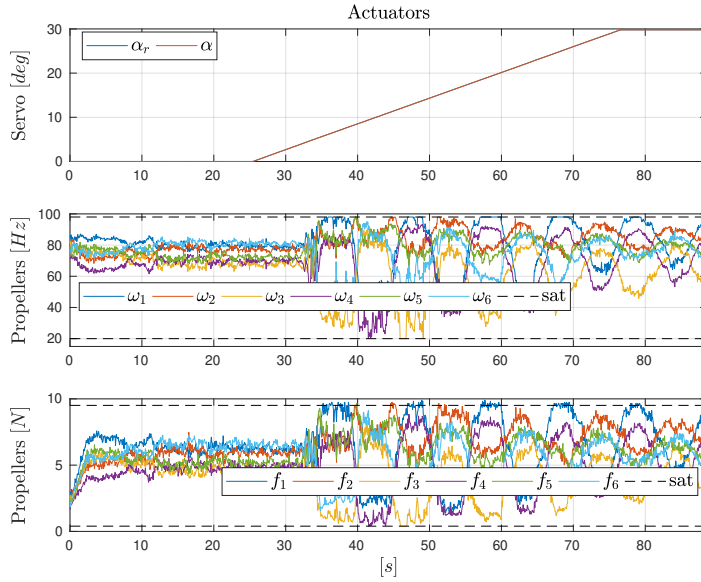 Actuators
α_r α
Servo [deg]
30
20
10
0
0 10 20 30 40 50 60 70 80
Propellers [Hz]
100
80
60
40
20
ω_1 ω_2 ω_3 ω_4 ω_5 ω_6 sat
0 10 20 30 40 50 60 70 80
Propellers [N]
10
5
0
f_1 f_2 f_3 f_4 f_5 f_6 sat
0 10 20 30 40 50 60 70 80
[s]